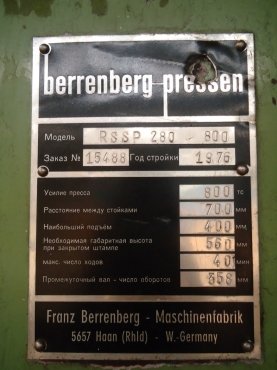 berrenberg pressen
Модель RSSP 280 - 800
Заказ № 15488 Год стройки 1976
Усилие пресса 800 тс
Расстояние между стойками 700 мм
Наибольший подъём 400 мм
Необходимая габаритная высота
при закрытом штампе 560 мм
макс. число ходов 40 мин
Промежуточный вал - число оборотов 358 мм
Franz Berrenberg - Maschinenfabrik
5657 Haan (Rhld) - W.-Germany